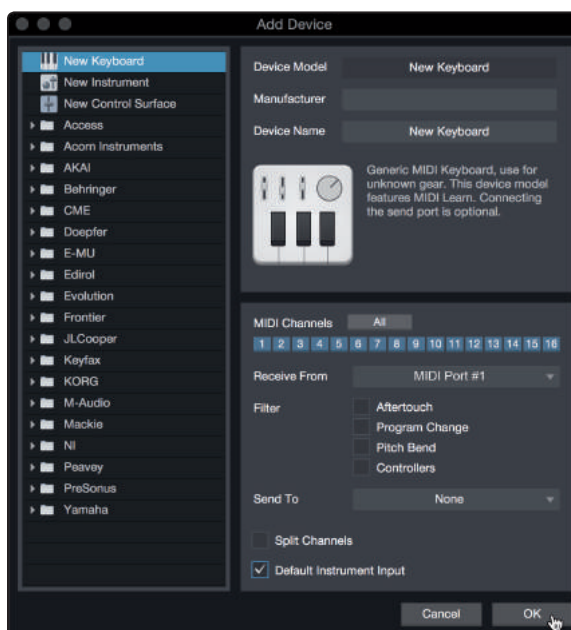 Add Device
New Keyboard
New Instrument
New Control Surface
Access
Acorn Instruments
AKAI
Behringer
CME
Doepfer
E-MU
Edirol
Evolution
Frontier
JLCooper
Keyfax
KORG
M-Audio
Mackie
NI
Peavey
PreSonus
Yamaha
Device Model New Keyboard
Manufacturer
Device Name New Keyboard
Generic MIDI Keyboard, use for
unknown gear. This device model
features MIDI Learn. Connecting
the send port is optional.
MIDI Channels All
1 2 3 4 5 6 7 8 9 10 11 12 13 14 15 16
Receive From MIDI Port #1
Filter Aftertouch
Program Change
Pitch Bend
Controllers
Send To None
Split Channels
Default Instrument Input
Cancel OK